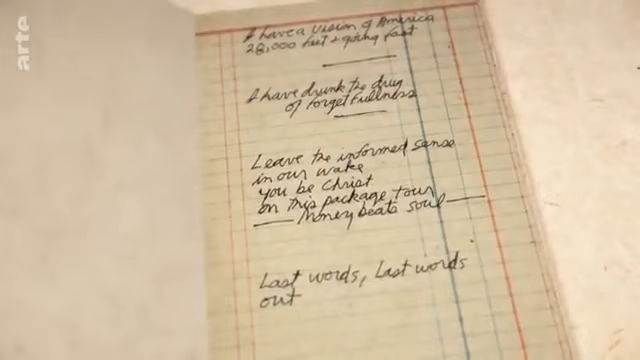 arte
I have a vision of America
28,000 feet & going fast
I have drunk the drug
of forgetfullness
Leave the informed sense
in our wake
you be Christ
on this package tour
— Money beats soul —
Last words, Last words
out